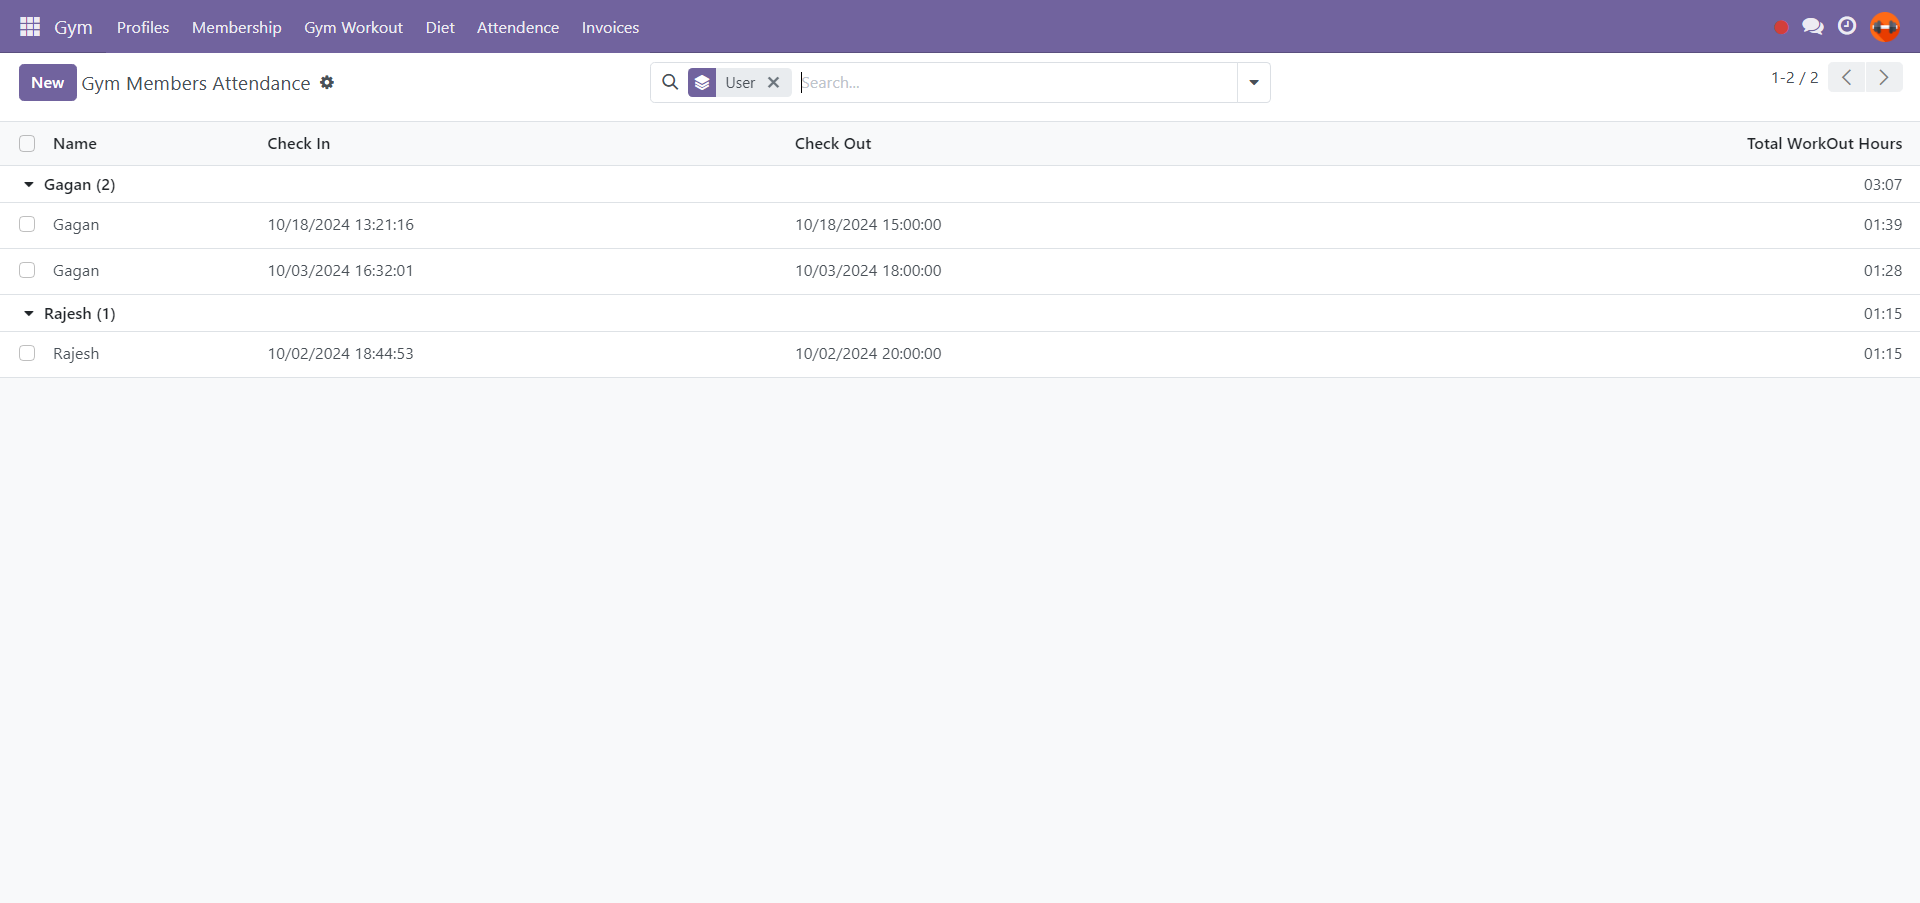 Gym Profiles Membership Gym Workout Diet Attendence Invoices
New Gym Members Attendance User Search... 1-2 / 2
Name Check In Check Out Total WorkOut Hours
Gagan (2) 03:07
Gagan 10/18/2024 13:21:16 10/18/2024 15:00:00 01:39
Gagan 10/03/2024 16:32:01 10/03/2024 18:00:00 01:28
Rajesh (1) 01:15
Rajesh 10/02/2024 18:44:53 10/02/2024 20:00:00 01:15